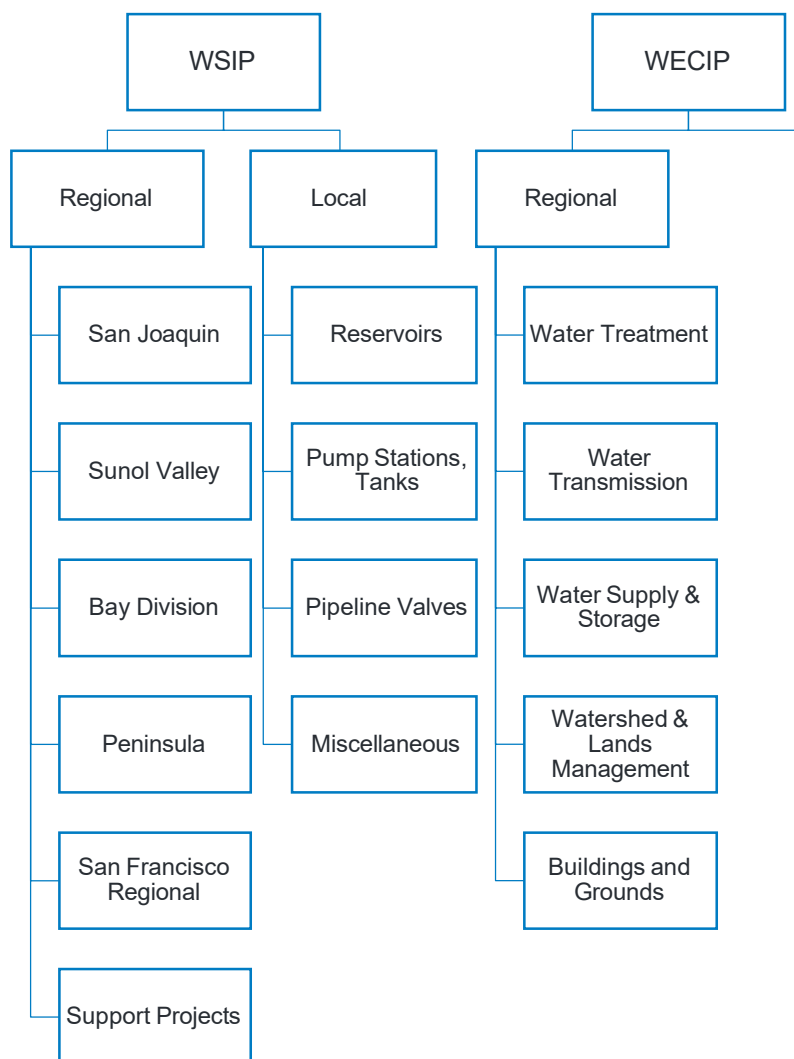 WSIP
WECIP
Regional
Local
Regional
San Joaquin
Reservoirs
Water Treatment
Sunol Valley
Pump Stations,
Tanks
Water
Transmission
Bay Division
Pipeline Valves
Water Supply &
Storage
Peninsula
Miscellaneous
Watershed &
Lands
Management
San Francisco
Regional
Buildings and
Grounds
Support Projects